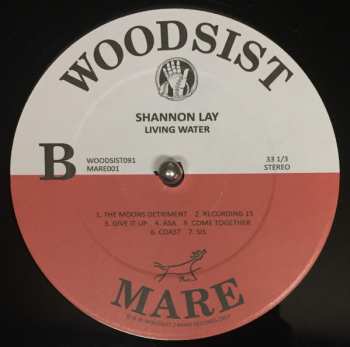 WOODSIST
SHANNON LAY
LIVING WATER
B
WOODSIST091
MARE001
33 1/3
STEREO
1. THE MOONS DETRIMENT 2. RECORDING 15
3. GIVE IT UP 4. ASA 5. COME TOGETHER
6. COAST 7. SIS
MARE